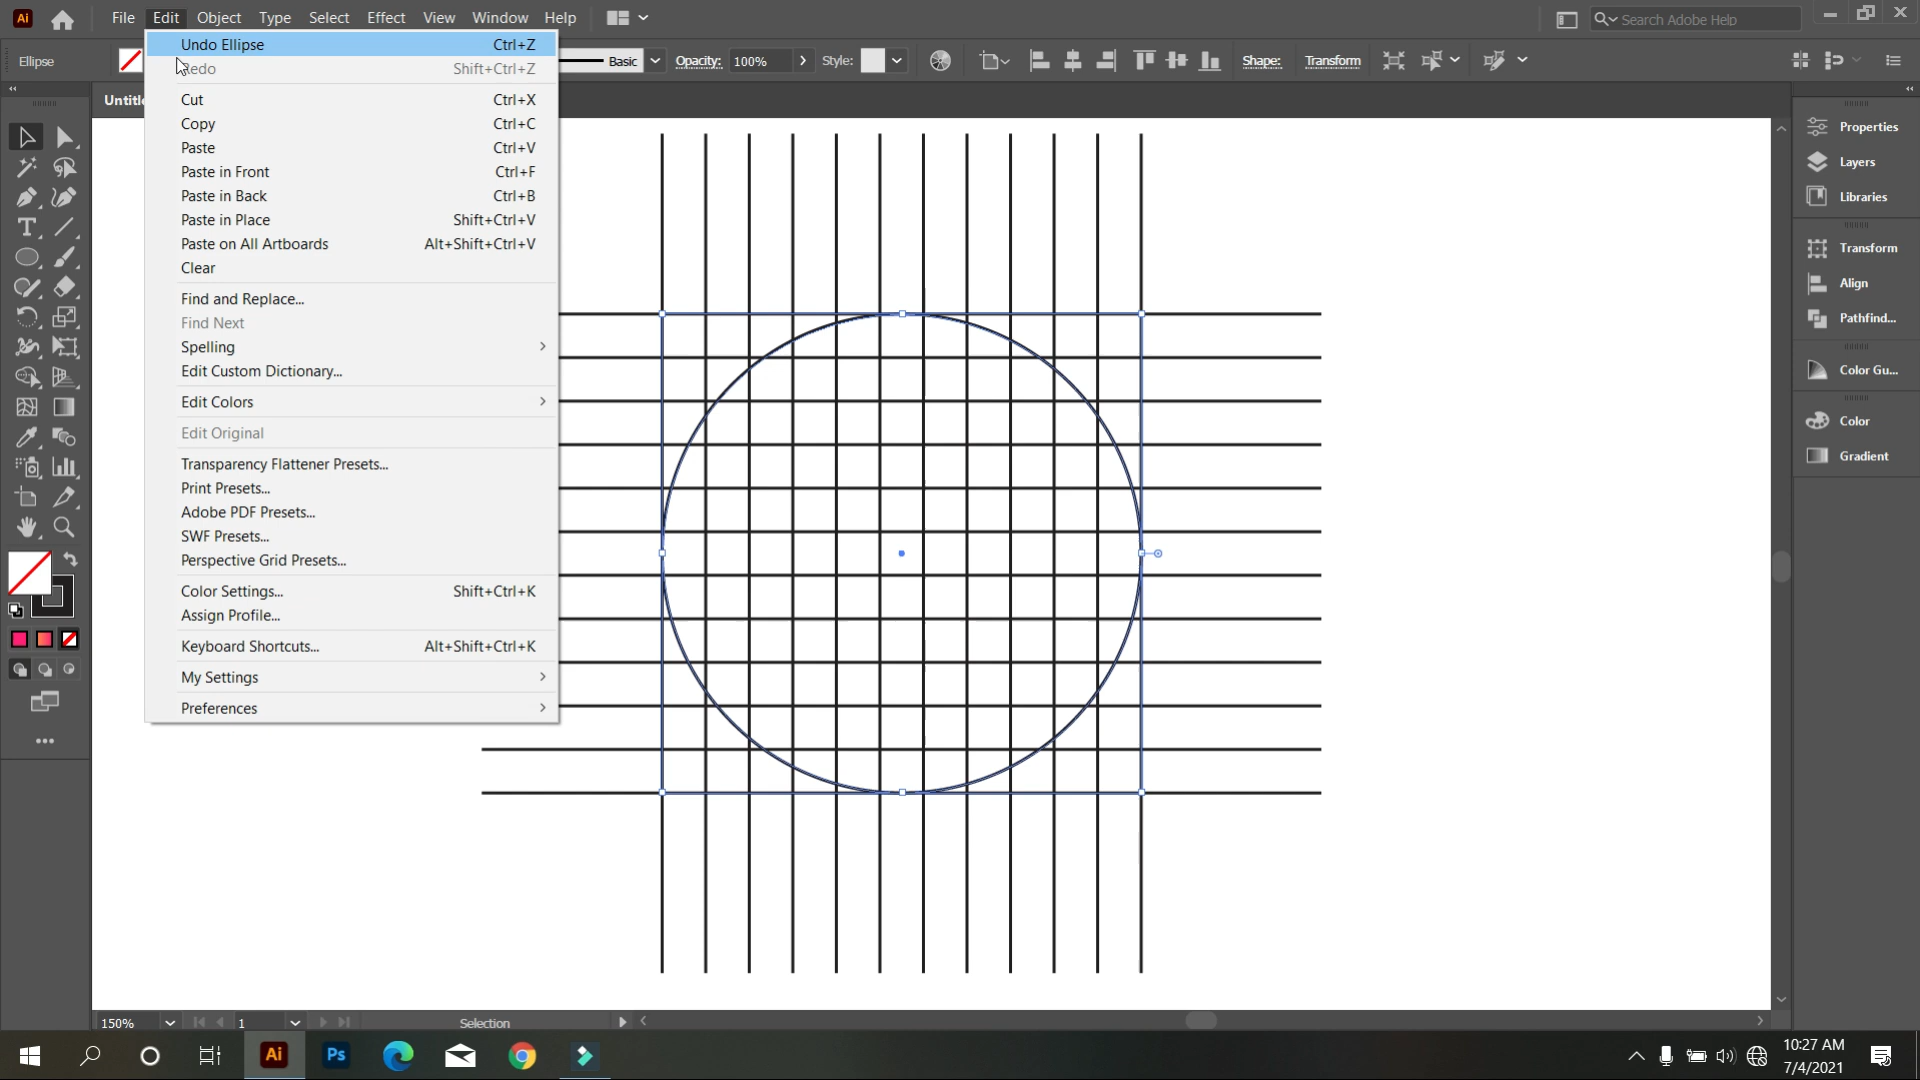 Ai File Edit Object Type Select Effect View Window Help Search Adobe Help
Ellipse Basic Opacity: 100% Style: Shape: Transform
Undo Ellipse Ctrl+Z
Redo Shift+Ctrl+Z
Cut Ctrl+X
Copy Ctrl+C
Paste Ctrl+V
Paste in Front Ctrl+F
Paste in Back Ctrl+B
Paste in Place Shift+Ctrl+V
Paste on All Artboards Alt+Shift+Ctrl+V
Clear
Find and Replace...
Find Next
Spelling
Edit Custom Dictionary...
Edit Colors
Edit Original
Transparency Flattener Presets...
Print Presets...
Adobe PDF Presets...
SWF Presets...
Perspective Grid Presets...
Color Settings... Shift+Ctrl+K
Assign Profile...
Keyboard Shortcuts... Alt+Shift+Ctrl+K
My Settings
Preferences
Properties
Layers
Libraries
Transform
Align
Pathfind...
Color Gu...
Color
Gradient
150% 1 Selection
Ai Ps
10:27 AM
7/4/2021